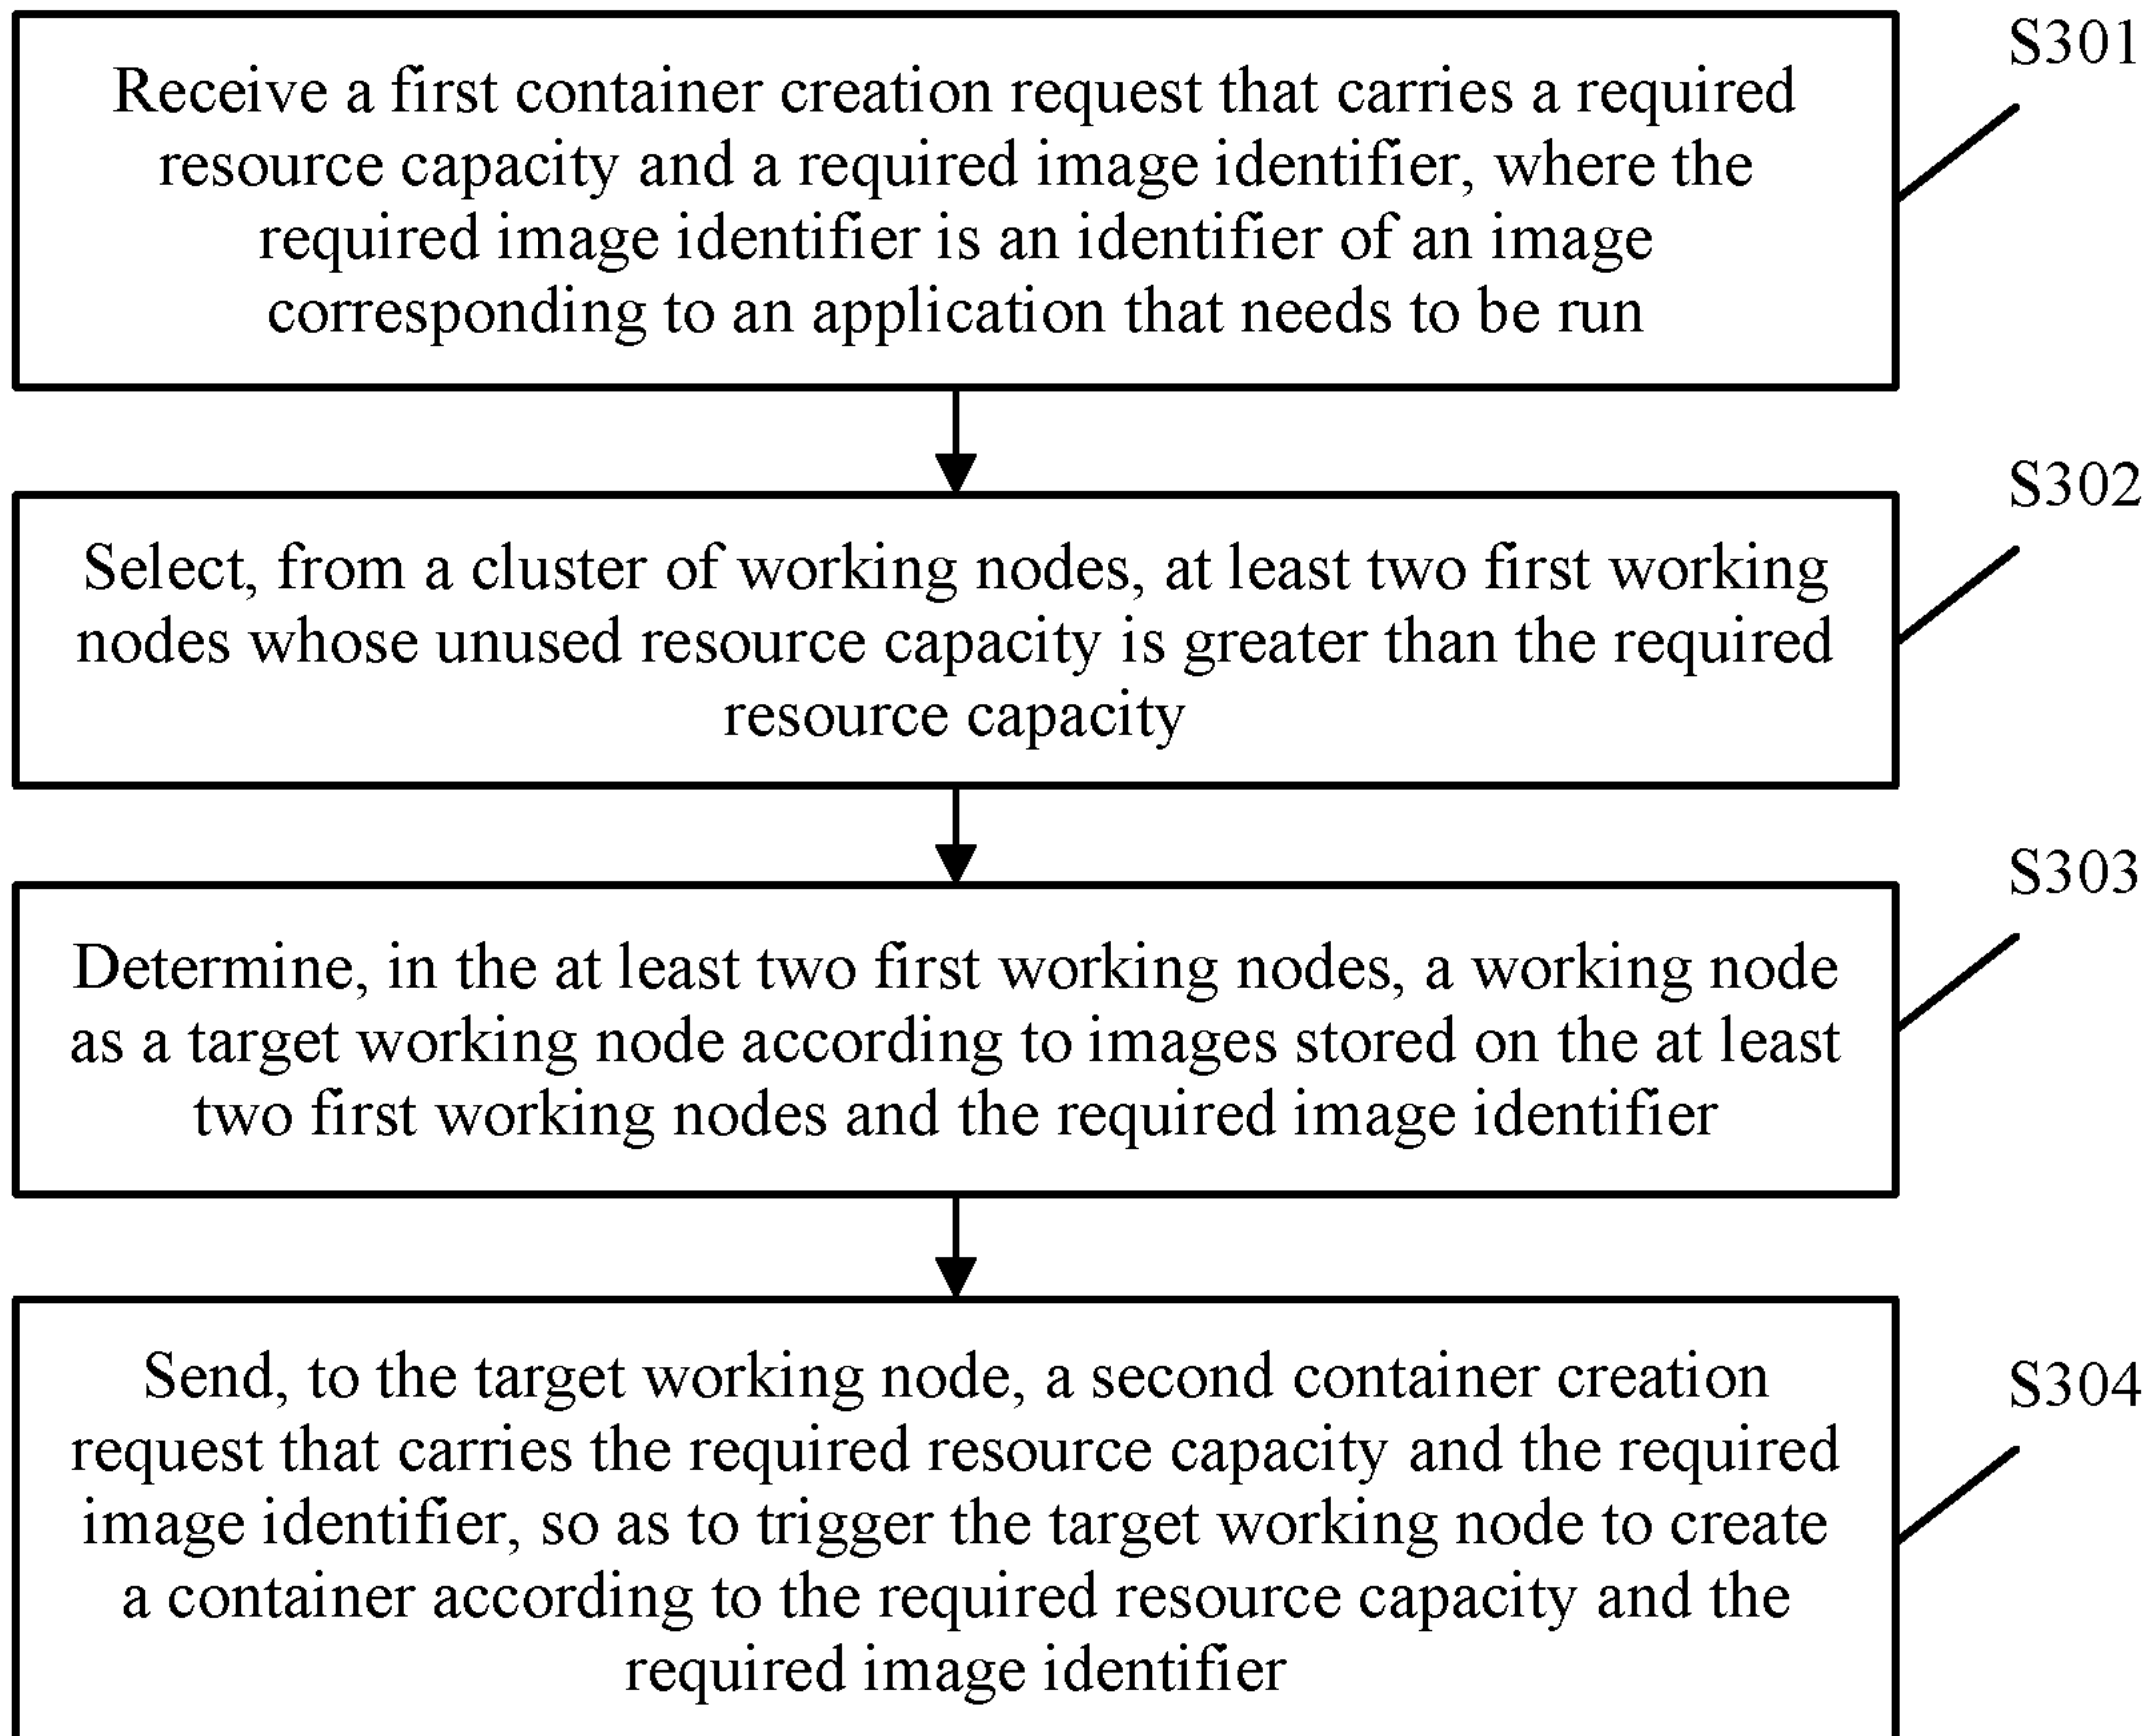 Receive a first container creation request that carries a required
resource capacity and a required image identifier, where the
required image identifier is an identifier of an image
corresponding to an application that needs to be run
S301
Select, from a cluster of working nodes, at least two first working
nodes whose unused resource capacity is greater than the required
resource capacity
S302
Determine, in the at least two first working nodes, a working node
as a target working node according to images stored on the at least
two first working nodes and the required image identifier
S303
Send, to the target working node, a second container creation
request that carries the required resource capacity and the required
image identifier, so as to trigger the target working node to create
a container according to the required resource capacity and the
required image identifier
S304